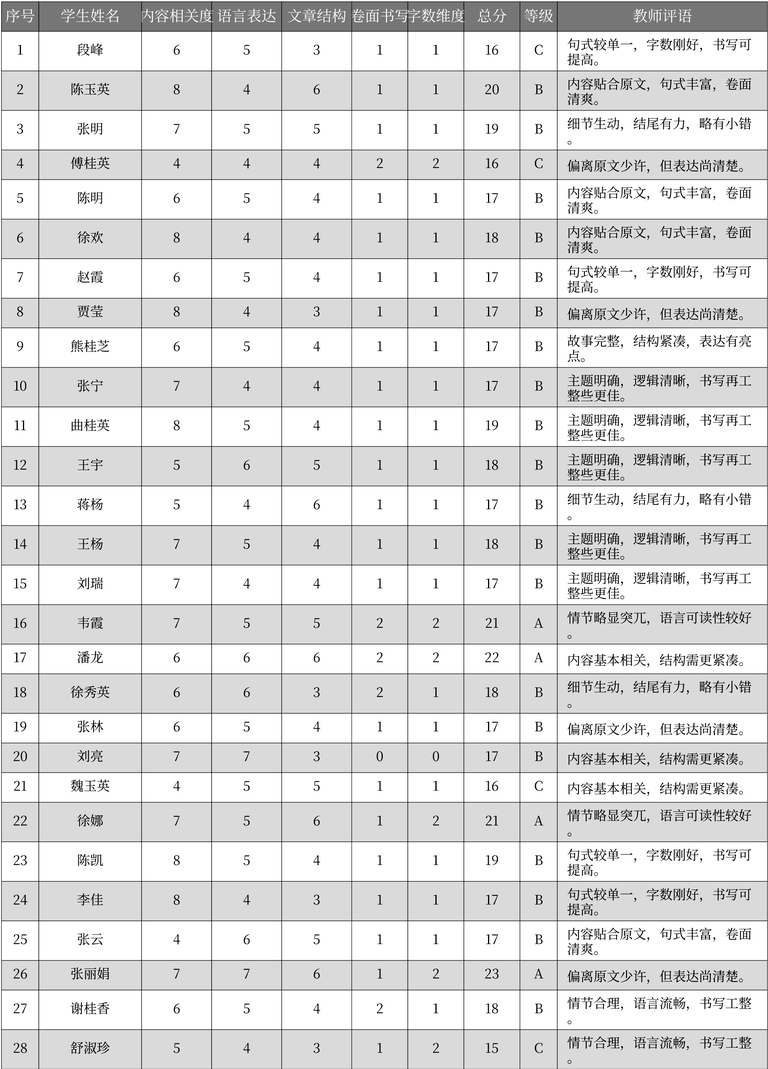 序号 学生姓名 内容相关度 语言表达 文章结构 卷面书写 字数维度 总分 等级 教师评语
1 段峰 6 5 3 1 1 16 C 句式较单一，字数刚好，书写可
提高。
2 陈玉英 8 4 6 1 1 20 B 内容贴合原文，句式丰富，卷面
清爽。
3 张明 7 5 5 1 1 19 B 细节生动，结尾有力，略有小错
。
4 傅桂英 4 4 4 2 2 16 C 偏离原文少许，但表达尚清楚。
5 陈明 6 5 4 1 1 17 B 内容贴合原文，句式丰富，卷面
清爽。
6 徐欢 8 4 4 1 1 18 B 内容贴合原文，句式丰富，卷面
清爽。
7 赵霞 6 5 4 1 1 17 B 句式较单一，字数刚好，书写可
提高。
8 贾莹 8 4 3 1 1 17 B 偏离原文少许，但表达尚清楚。
9 熊桂芝 6 5 4 1 1 17 B 故事完整，结构紧凑，表达有亮
点。
10 张宁 7 4 4 1 1 17 B 主题明确，逻辑清晰，书写再工
整些更佳。
11 曲桂英 8 5 4 1 1 19 B 主题明确，逻辑清晰，书写再工
整些更佳。
12 王宇 5 6 5 1 1 18 B 主题明确，逻辑清晰，书写再工
整些更佳。
13 蒋杨 5 4 6 1 1 17 B 细节生动，结尾有力，略有小错
。
14 王杨 7 5 4 1 1 18 B 主题明确，逻辑清晰，书写再工
整些更佳。
15 刘瑞 7 4 4 1 1 17 B 主题明确，逻辑清晰，书写再工
整些更佳。
16 韦霞 7 5 5 2 2 21 A 情节略显突兀，语言可读性较好
。
17 潘龙 6 6 6 2 2 22 A 内容基本相关，结构需更紧凑。
18 徐秀英 6 6 3 2 1 18 B 细节生动，结尾有力，略有小错
。
19 张林 6 5 4 1 1 17 B 偏离原文少许，但表达尚清楚。
20 刘亮 7 7 3 0 0 17 B 内容基本相关，结构需更紧凑。
21 魏玉英 4 5 5 1 1 16 C 内容基本相关，结构需更紧凑。
22 徐娜 7 5 6 1 2 21 A 情节略显突兀，语言可读性较好
。
23 陈凯 8 5 4 1 1 19 B 句式较单一，字数刚好，书写可
提高。
24 李佳 8 4 3 1 1 17 B 句式较单一，字数刚好，书写可
提高。
25 张云 4 6 5 1 1 17 B 内容贴合原文，句式丰富，卷面
清爽。
26 张丽娟 7 7 6 1 2 23 A 偏离原文少许，但表达尚清楚。
27 谢桂香 6 5 4 2 1 18 B 情节合理，语言流畅，书写工整
。
28 舒淑珍 5 4 3 1 2 15 C 情节合理，语言流畅，书写工整
。